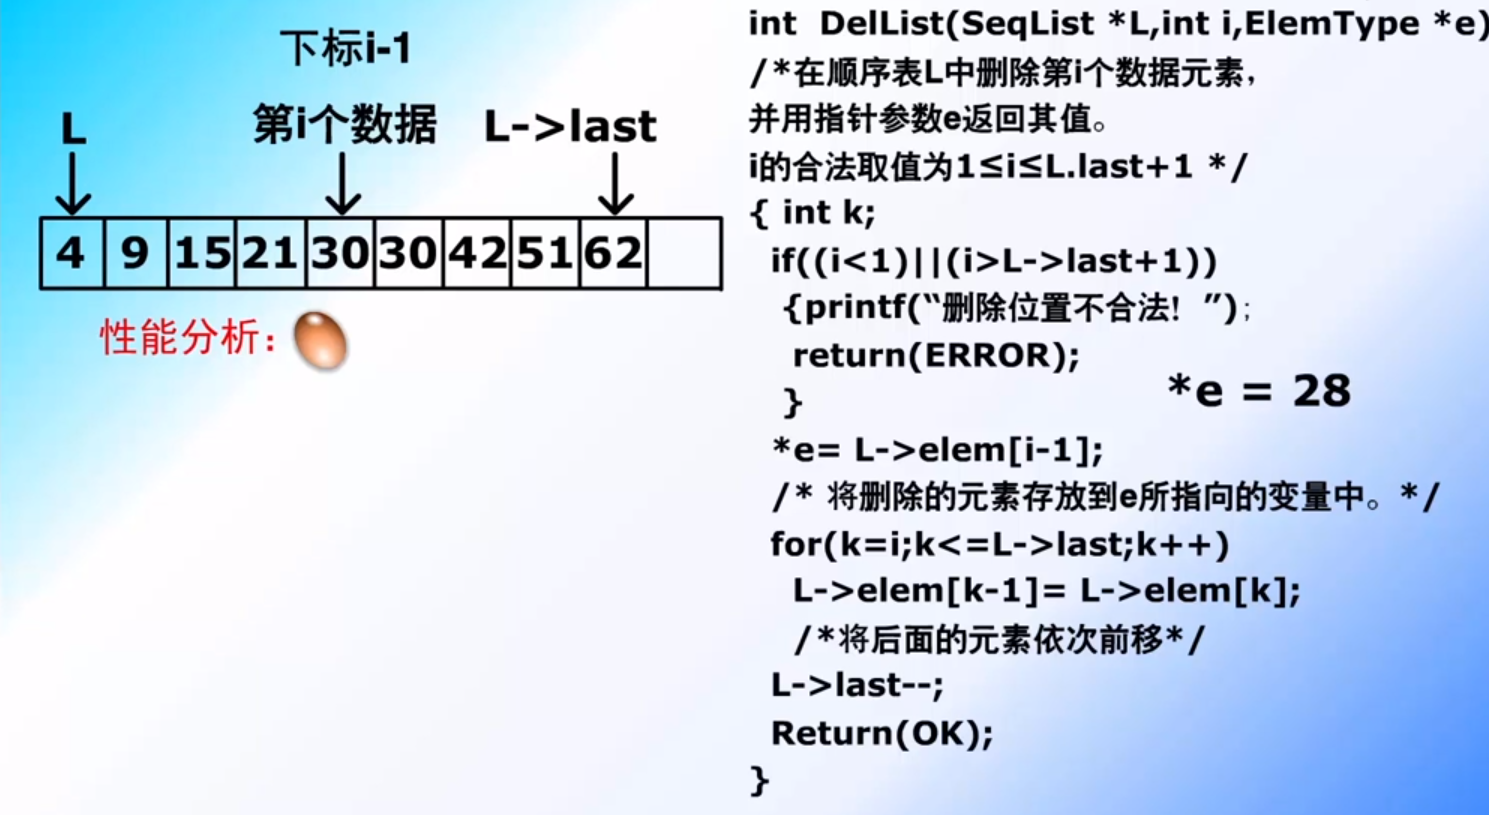 下标i-1
L
第i个数据
L->last
4 9 15 21 30 30 42 51 62
性能分析:
int DelList(SeqList *L,int i,ElemType *e)
/*在顺序表L中删除第i个数据元素,
并用指针参数e返回其值。
i的合法取值为1≤i≤L.last+1 */
{ int k;
if((i<1)||(i>L->last+1))
{printf(“删除位置不合法! ”);
return(ERROR);
}
*e = 28
*e= L->elem[i-1];
/* 将删除的元素存放到e所指向的变量中。*/
for(k=i;k<=L->last;k++)
L->elem[k-1]= L->elem[k];
/*将后面的元素依次前移*/
L->last--;
Return(OK);
}